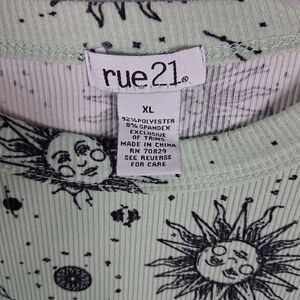 rue21®
XL
92%POLYESTER
8%SPANDEX
EXCLUSIVE
OF TRIMS
MADE IN CHINA
RN 70829
SEE REVERSE
FOR CARE